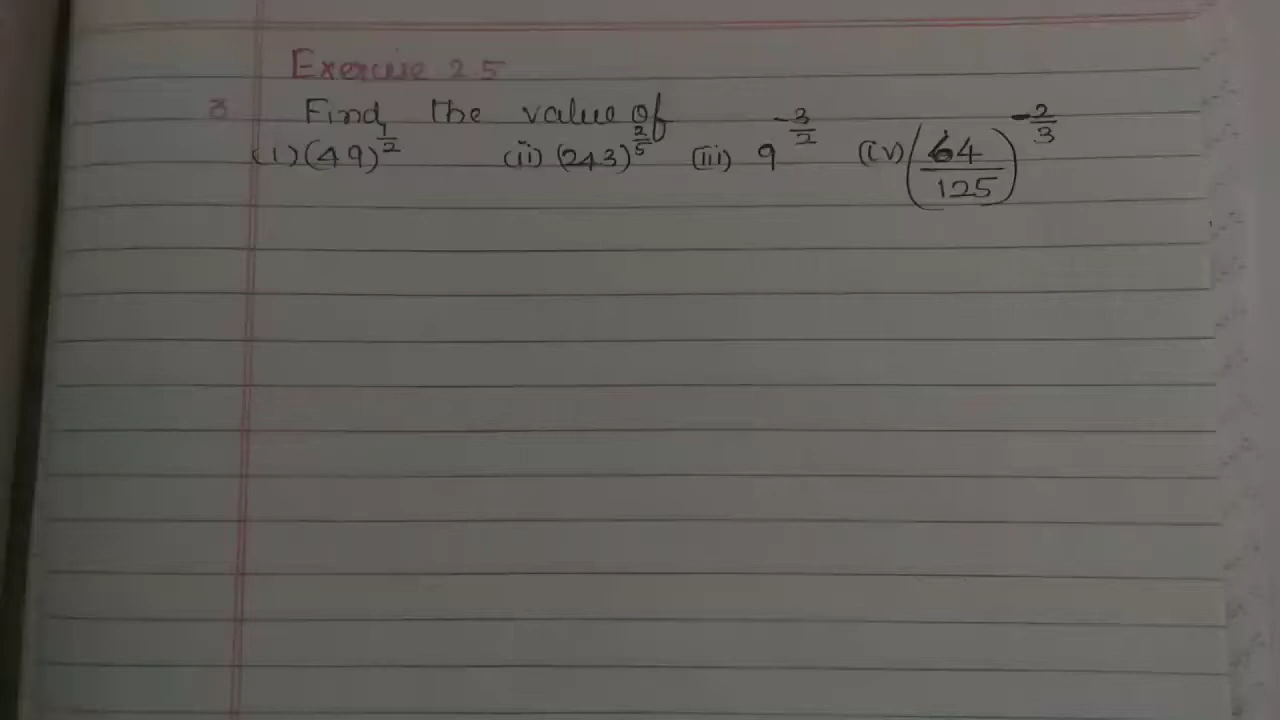 Exercise 2.5
3 Find the value of
(i) (49)^{1/2} (ii) (243)^{2/5} (iii) 9^{-3/2} (iv) (64/125)^{-2/3}